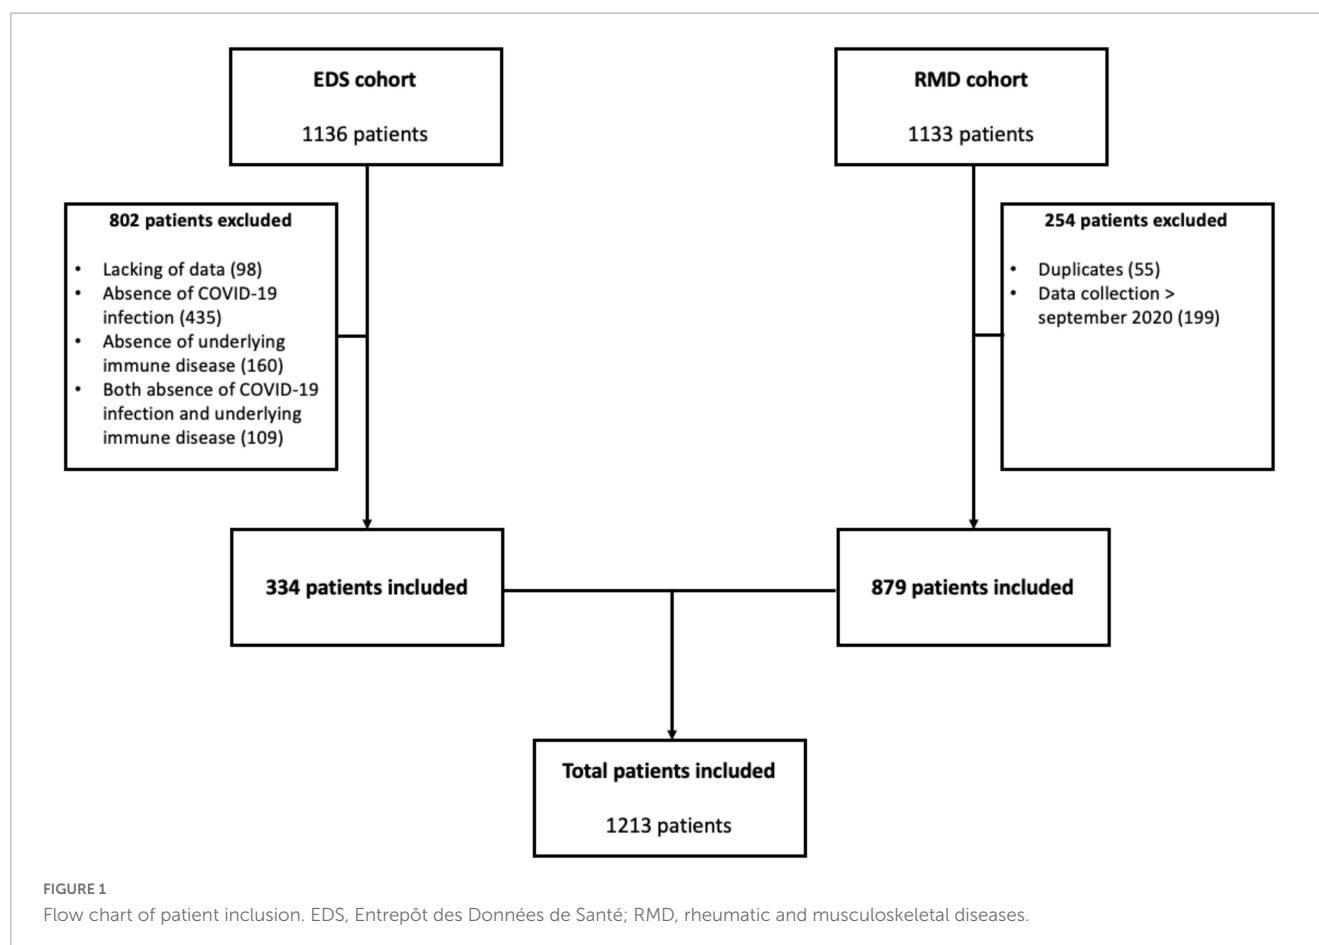 EDS cohort
1136 patients
RMD cohort
1133 patients
802 patients excluded
• Lacking of data (98)
• Absence of COVID-19
infection (435)
• Absence of underlying
immune disease (160)
• Both absence of COVID-19
infection and underlying
immune disease (109)
254 patients excluded
• Duplicates (55)
• Data collection >
september 2020 (199)
334 patients included
879 patients included
Total patients included
1213 patients
FIGURE 1
Flow chart of patient inclusion. EDS, Entrepôt des Données de Santé; RMD, rheumatic and musculoskeletal diseases.